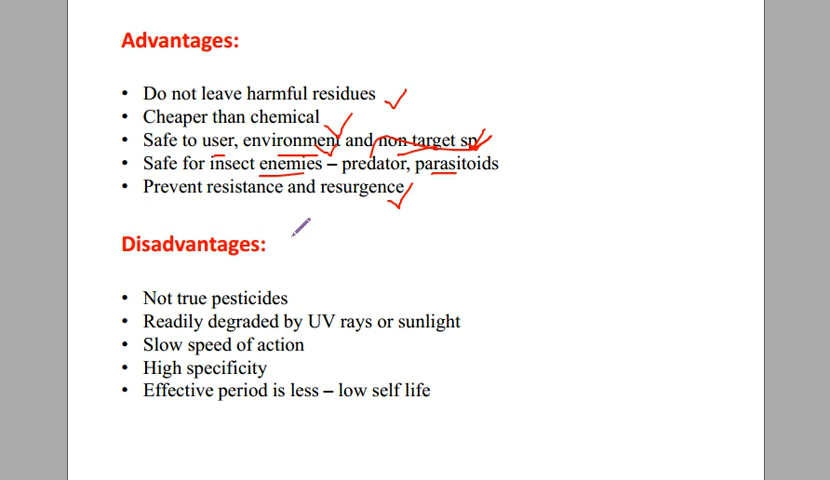 Advantages:
• Do not leave harmful residues
• Cheaper than chemical
• Safe to user, environment and non target sp
• Safe for insect enemies – predator, parasitoids
• Prevent resistance and resurgence
Disadvantages:
• Not true pesticides
• Readily degraded by UV rays or sunlight
• Slow speed of action
• High specificity
• Effective period is less – low self life